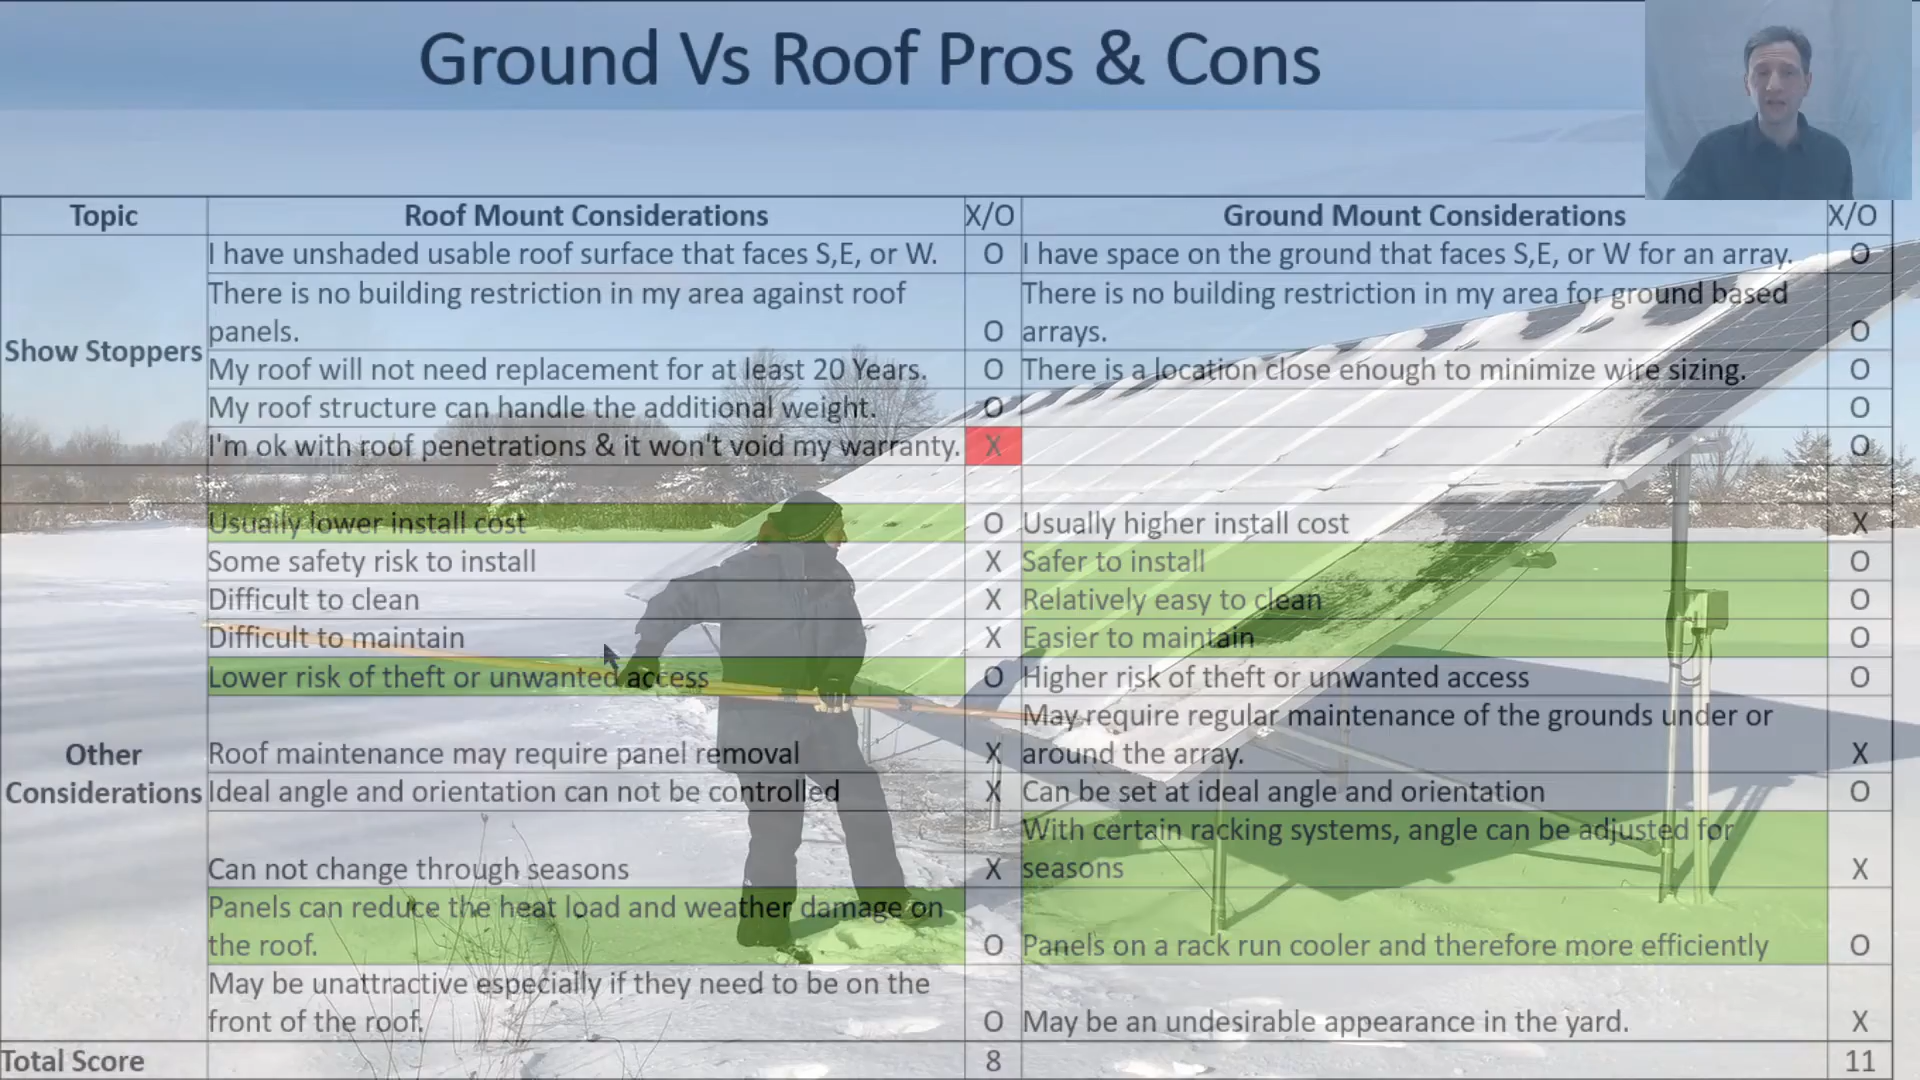 Ground Vs Roof Pros & Cons
Topic Roof Mount Considerations X/O Ground Mount Considerations X/O
I have unshaded usable roof surface that faces S,E, or W. O I have space on the ground that faces S,E, or W for an array. O
There is no building restriction in my area against roof There is no building restriction in my area for ground based
panels. O arrays. O
Show Stoppers
My roof will not need replacement for at least 20 Years. O There is a location close enough to minimize wire sizing. O
My roof structure can handle the additional weight. O O
I'm ok with roof penetrations & it won't void my warranty. X O
Usually lower install cost O Usually higher install cost X
Some safety risk to install X Safer to install O
Difficult to clean X Relatively easy to clean O
Difficult to maintain X Easier to maintain O
Lower risk of theft or unwanted access O Higher risk of theft or unwanted access O
May require regular maintenance of the grounds under or
Other Roof maintenance may require panel removal X around the array. X
Considerations Ideal angle and orientation can not be controlled X Can be set at ideal angle and orientation O
With certain racking systems, angle can be adjusted for
Can not change through seasons X seasons X
Panels can reduce the heat load and weather damage on
the roof. O Panels on a rack run cooler and therefore more efficiently O
May be unattractive especially if they need to be on the
front of the roof. O May be an undesirable appearance in the yard. X
Total Score 8 11